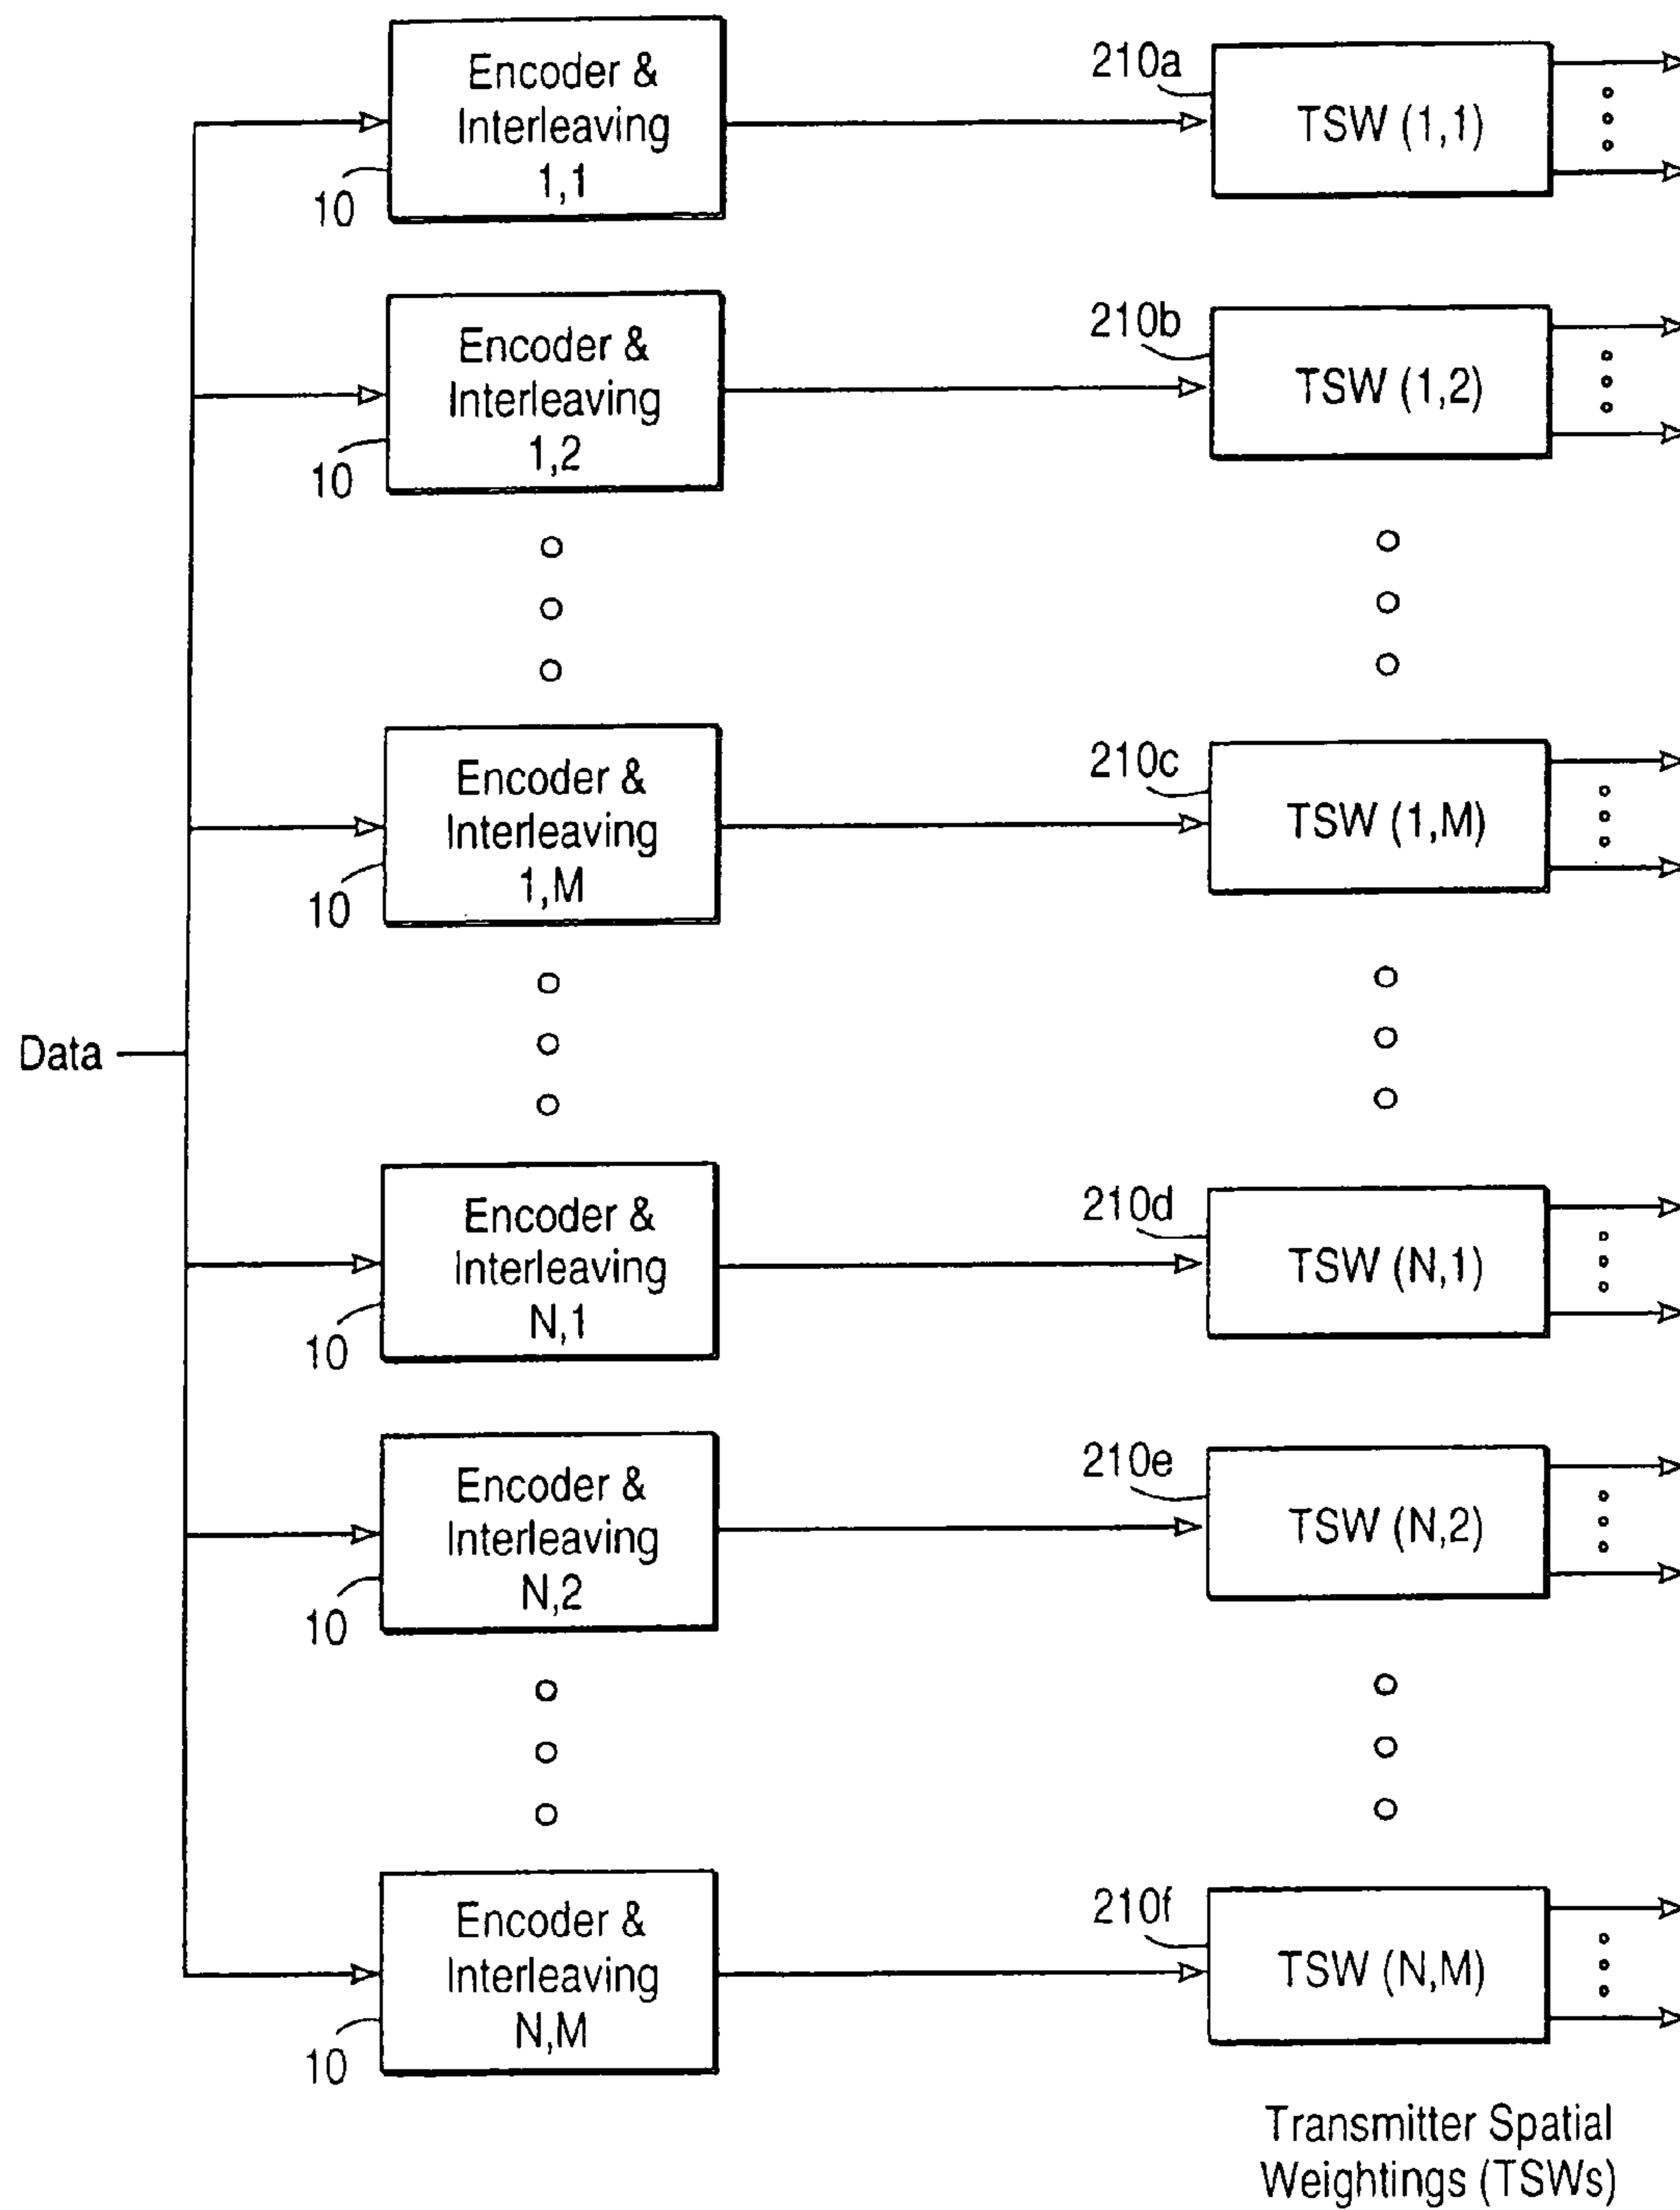 Encoder &
Interleaving
1,1
10
210a
TSW (1,1)
Encoder &
Interleaving
1,2
10
210b
TSW (1,2)
Encoder &
Interleaving
1,M
10
210c
TSW (1,M)
Data
Encoder &
Interleaving
N,1
10
210d
TSW (N,1)
Encoder &
Interleaving
N,2
10
210e
TSW (N,2)
Encoder &
Interleaving
N,M
10
210f
TSW (N,M)
Transmitter Spatial
Weightings (TSWs)